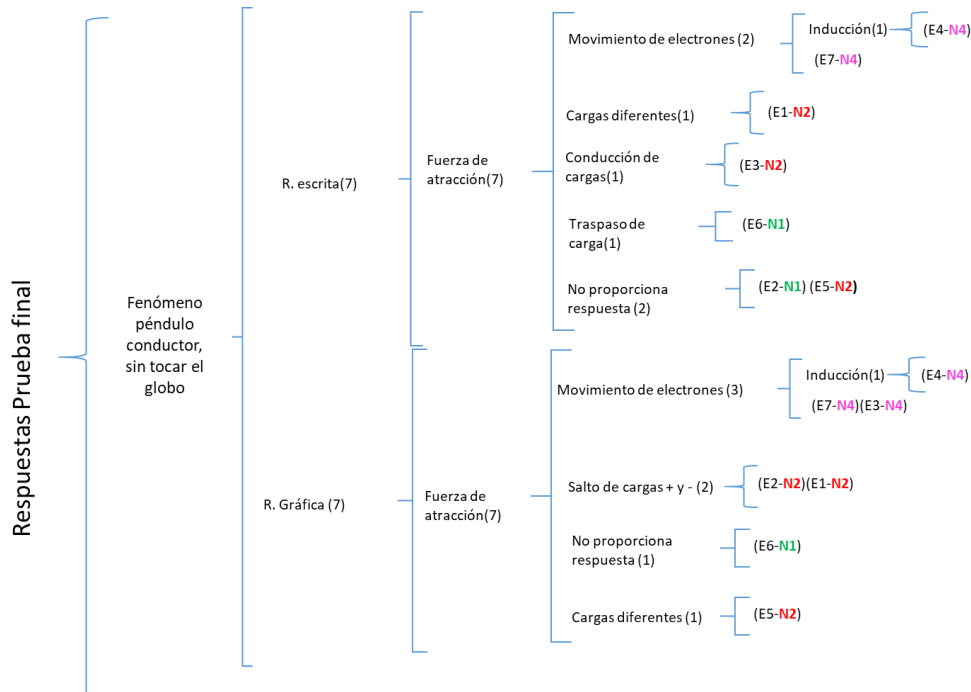 Respuestas Prueba final
Fenómeno
péndulo
conductor,
sin tocar el
globo
R. escrita(7)
Fuerza de
atracción(7)
Movimiento de electrones (2)
Inducción(1)
(E4-N4)
(E7-N4)
Cargas diferentes(1)
(E1-N2)
Conducción de
cargas(1)
(E3-N2)
Traspaso de
carga(1)
(E6-N1)
No proporciona
respuesta (2)
(E2-N1) (E5-N2)
R. Gráfica (7)
Fuerza de
atracción(7)
Movimiento de electrones (3)
Inducción(1)
(E4-N4)
(E7-N4)(E3-N4)
Salto de cargas + y - (2)
(E2-N2)(E1-N2)
No proporciona
respuesta (1)
(E6-N1)
Cargas diferentes (1)
(E5-N2)